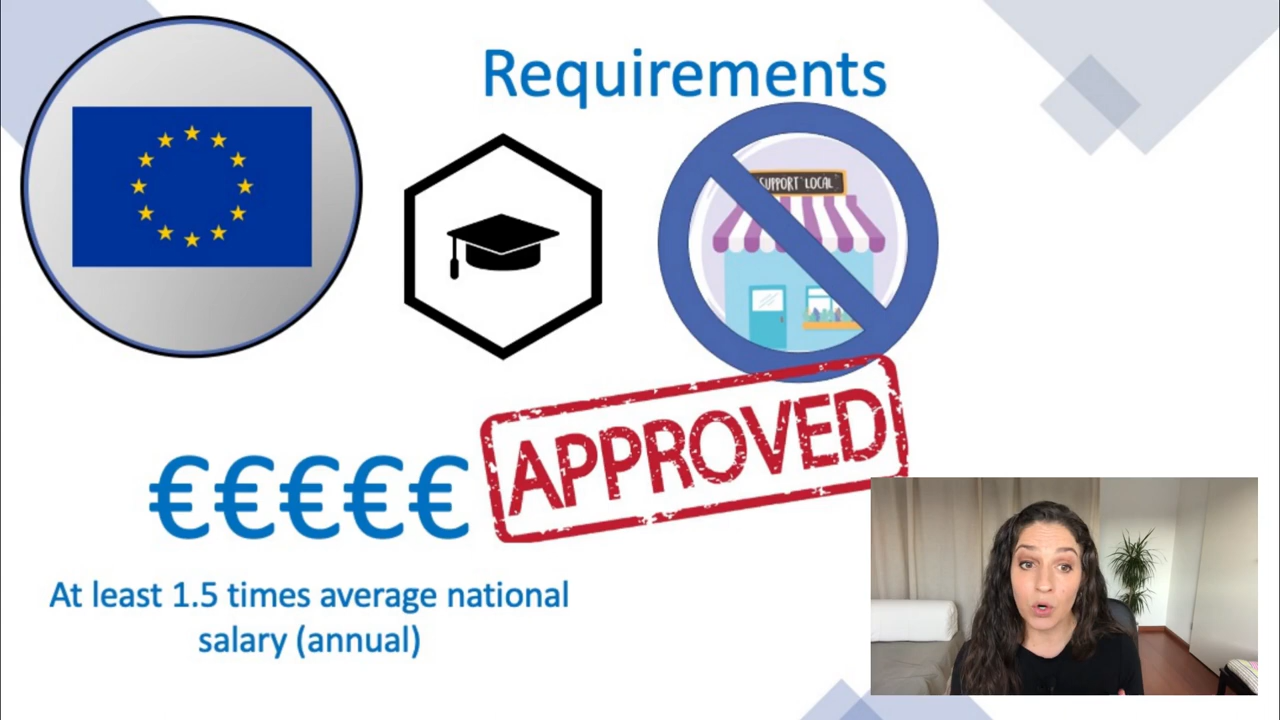 Requirements
SUPPORT LOCAL
APPROVED
€€€€€
At least 1.5 times average national
salary (annual)